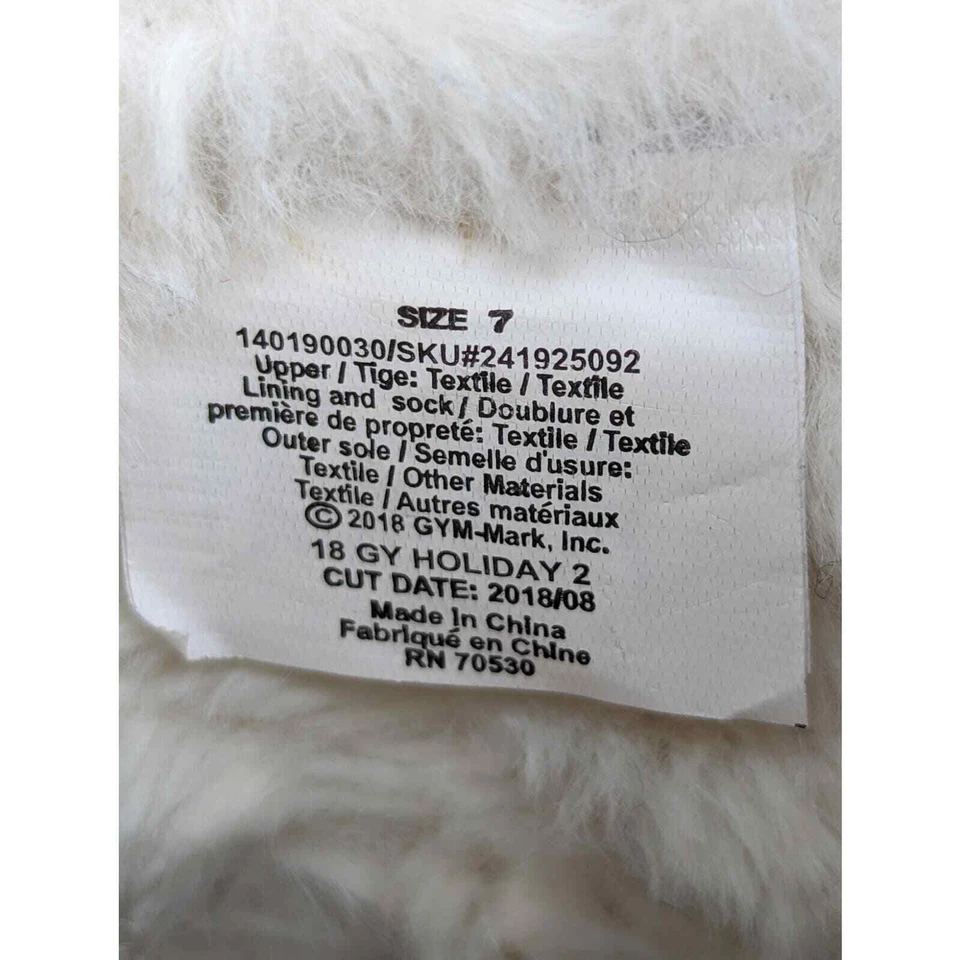 SIZE 7
140190030/SKU#241925092
Upper / Tige: Textile / Textile
Lining and sock / Doublure et
première de propreté: Textile / Textile
Outer sole / Semelle d'usure:
Textile / Other Materials
Textile / Autres matériaux
© 2018 GYM-Mark, Inc.
18 GY HOLIDAY 2
CUT DATE: 2018/08
Made in China
Fabriqué en Chine
RN 70530